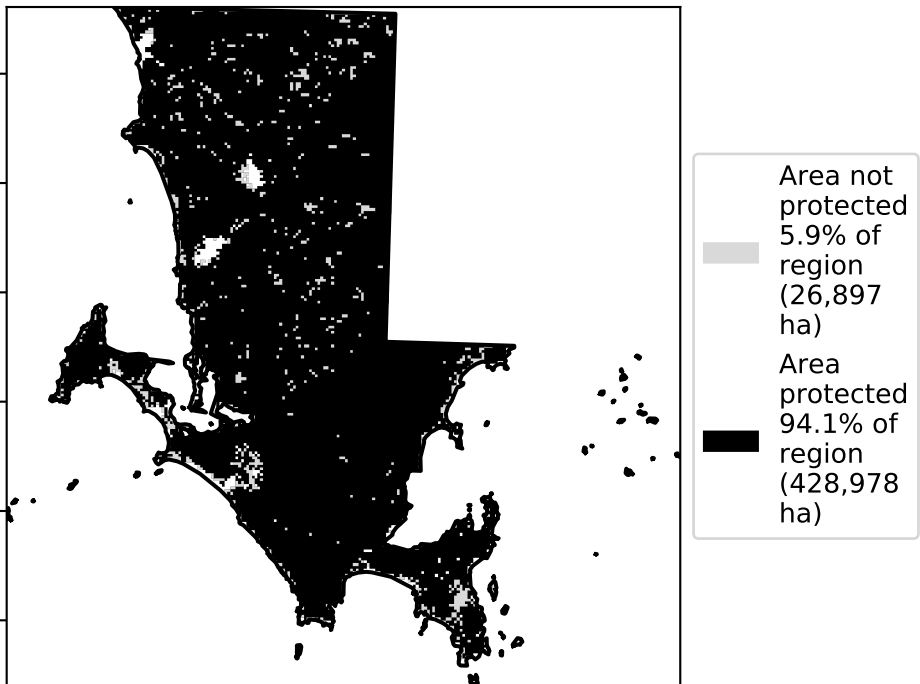 Area not
protected
5.9% of
region
(26,897
ha)
Area
protected
94.1% of
region
(428,978
ha)